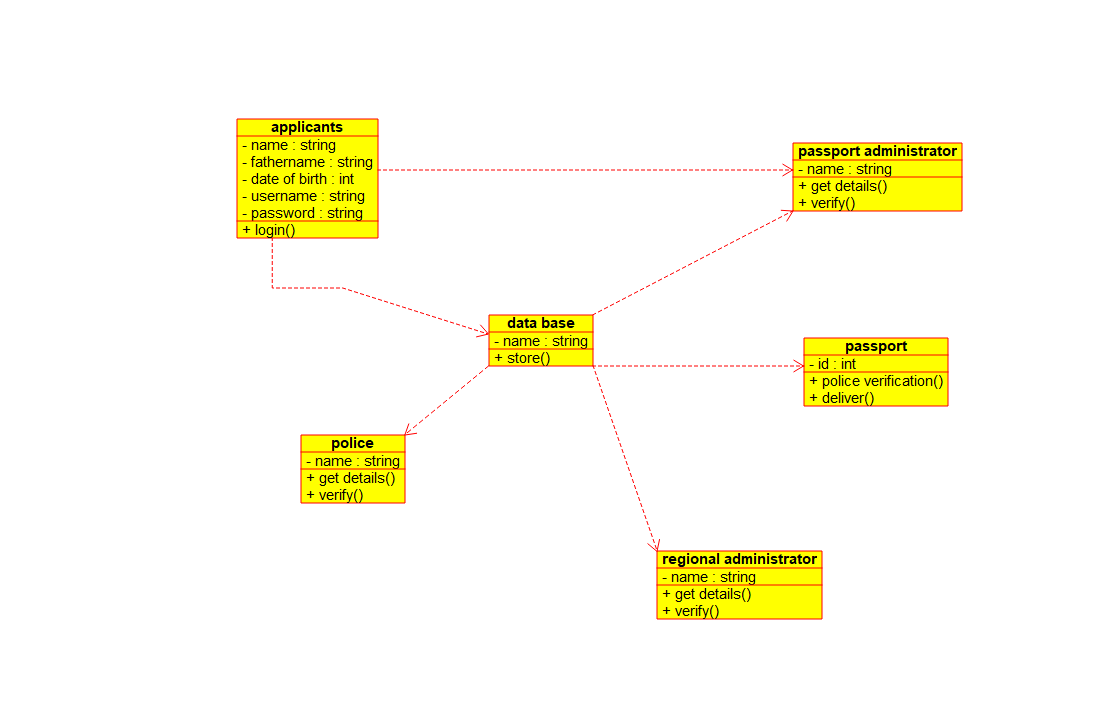 applicants
- name : string
- fathername : string
- date of birth : int
- username : string
- password : string
+ login()
passport administrator
- name : string
+ get details()
+ verify()
data base
- name : string
+ store()
passport
- id : int
+ police verification()
+ deliver()
police
- name : string
+ get details()
+ verify()
regional administrator
- name : string
+ get details()
+ verify()